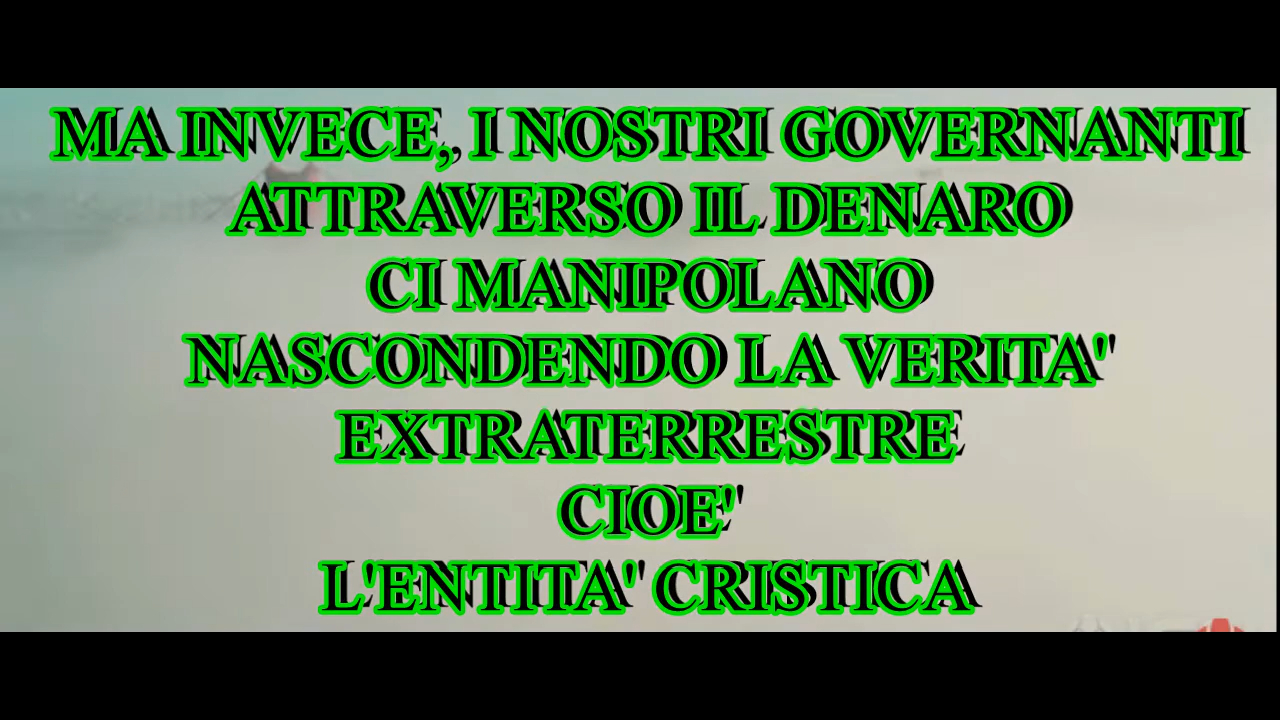 MA INVECE, I NOSTRI GOVERNANTI
ATTRAVERSO IL DENARO
CI MANIPOLANO
NASCONDENDO LA VERITA'
EXTRATERRESTRE
CIOE'
L'ENTITA' CRISTICA